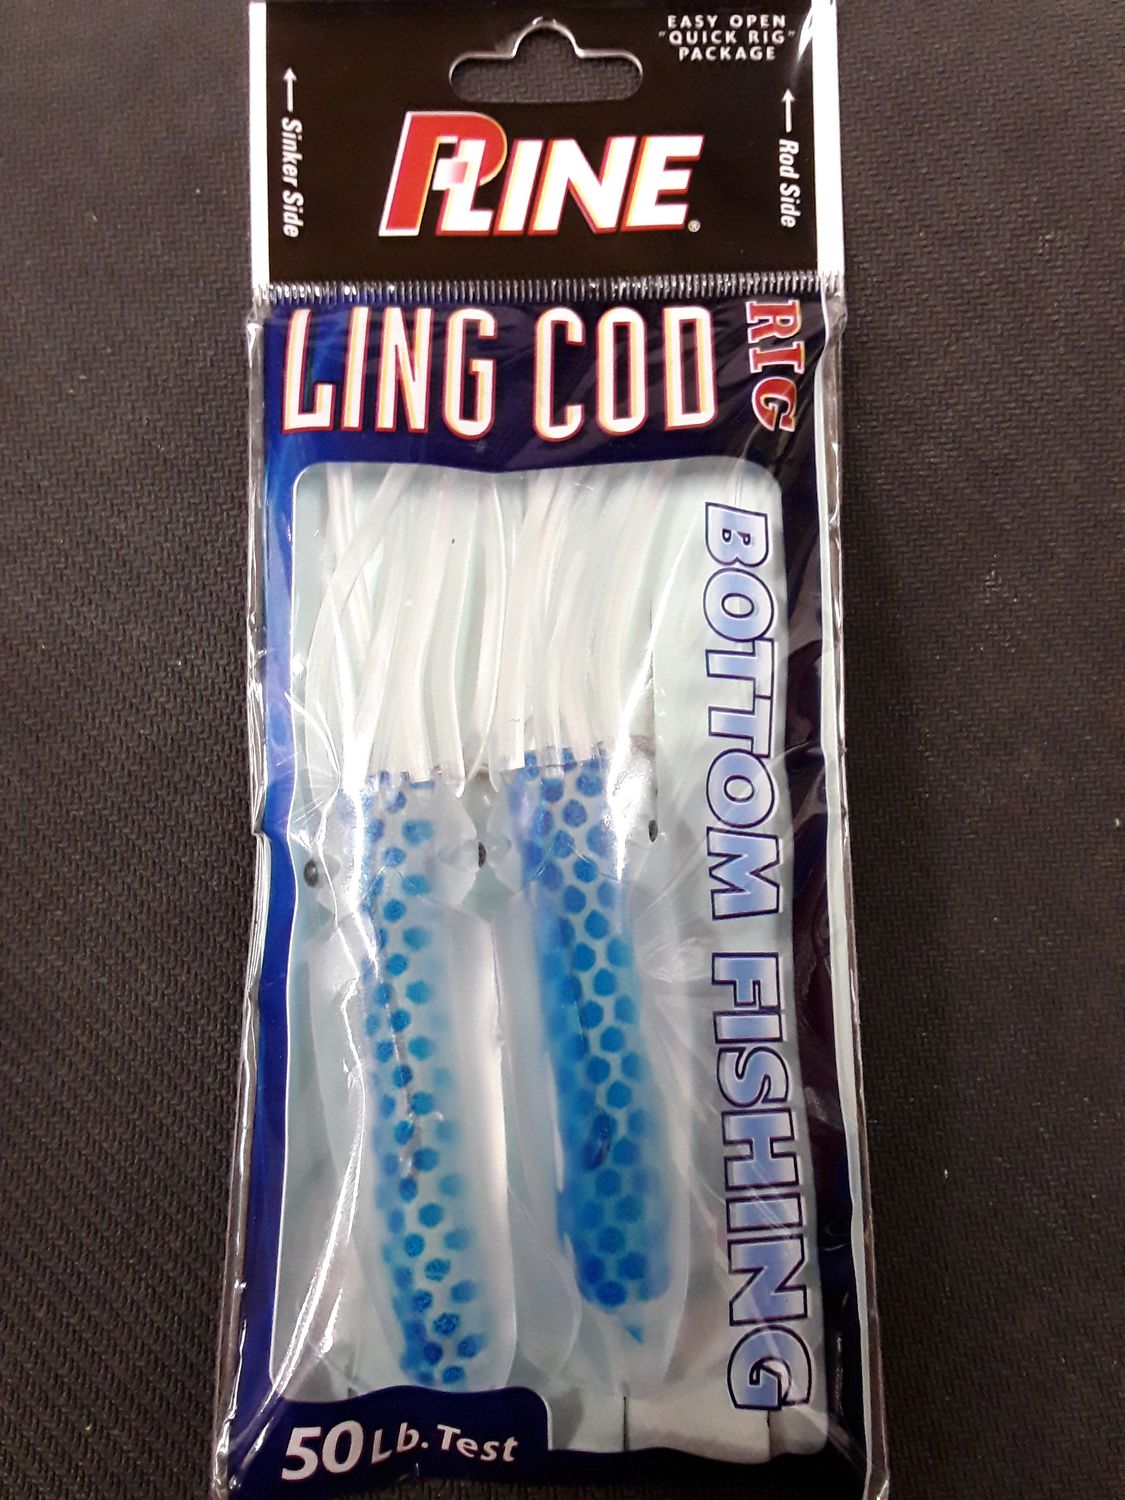 EASY OPEN
"QUICK RIG"
PACKAGE
← Sinker Side
← Rod Side
PLINE®
LING COD
RIG
BOTTOM FISHING
50 Lb. Test